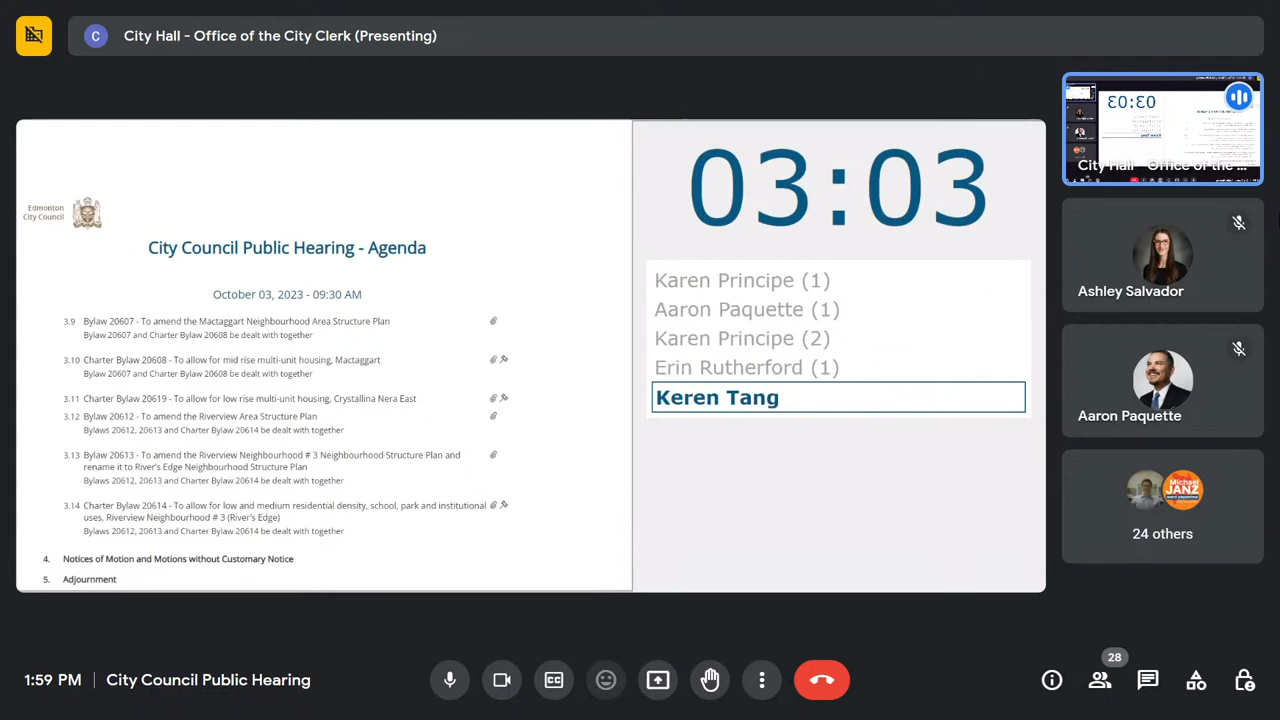 C
City Hall - Office of the City Clerk (Presenting)
Edmonton
City Council
City Council Public Hearing - Agenda
October 03, 2023 - 09:30 AM
3.9 Bylaw 20607 - To amend the Mactaggart Neighbourhood Area Structure Plan
Bylaw 20607 and Charter Bylaw 20608 be dealt with together
3.10 Charter Bylaw 20608 - To allow for mid rise multi-unit housing, Mactaggart
Bylaw 20607 and Charter Bylaw 20608 be dealt with together
3.11 Charter Bylaw 20619 - To allow for low rise multi-unit housing, Crystallina Nera East
3.12 Bylaw 20612 - To amend the Riverview Area Structure Plan
Bylaws 20612, 20613 and Charter Bylaw 20614 be dealt with together
3.13 Bylaw 20613 - To amend the Riverview Neighbourhood # 3 Neighbourhood Structure Plan and
rename it to River's Edge Neighbourhood Structure Plan
Bylaws 20612, 20613 and Charter Bylaw 20614 be dealt with together
3.14 Charter Bylaw 20614 - To allow for low and medium residential density, school, park and institutional
uses, Riverview Neighbourhood # 3 (River's Edge)
Bylaws 20612, 20613 and Charter Bylaw 20614 be dealt with together
4. Notices of Motion and Motions without Customary Notice
5. Adjournment
03:03
Karen Principe (1)
Aaron Paquette (1)
Karen Principe (2)
Erin Rutherford (1)
Keren Tang
City Hall - Office of the ...
Ashley Salvador
Aaron Paquette
Michael
JANZ
24 others
1:59 PM
City Council Public Hearing
CC
28